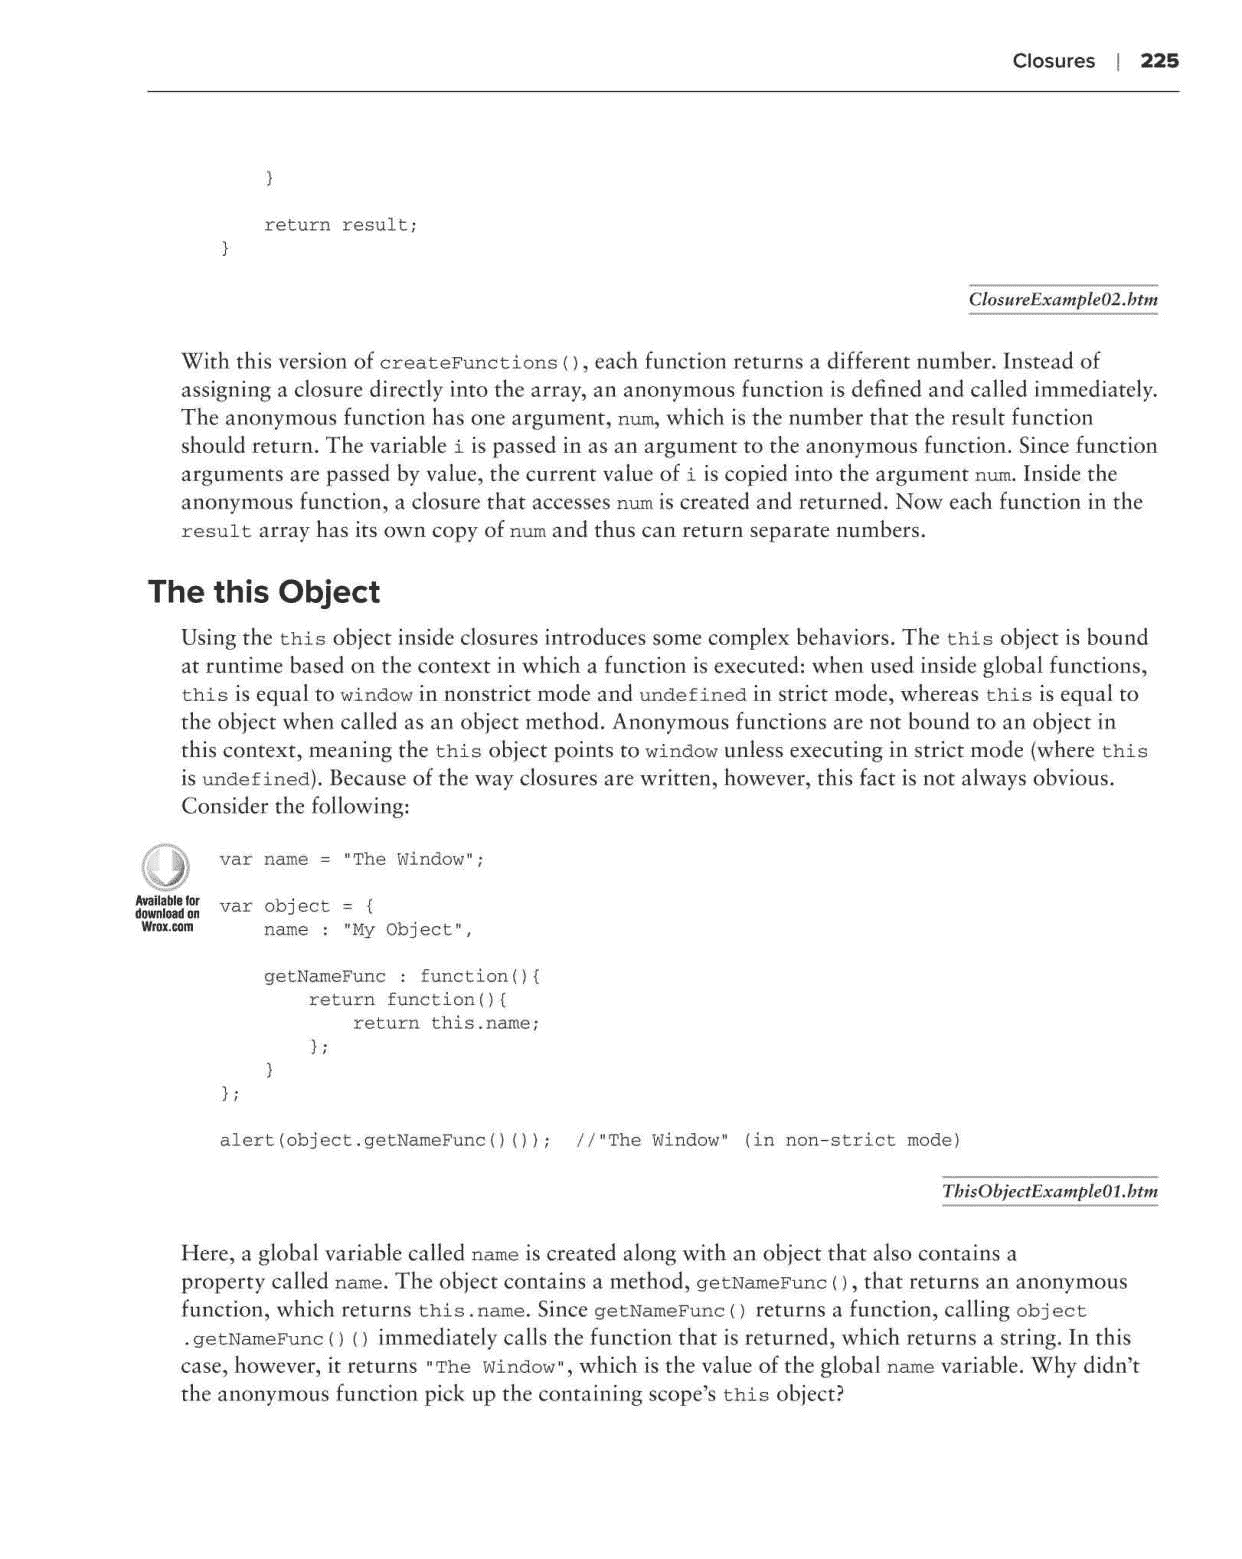 Closures | 225
}
return result;
}
ClosureExample02.htm
With this version of createFunctions(), each function returns a different number. Instead of
assigning a closure directly into the array, an anonymous function is defined and called immediately.
The anonymous function has one argument, num, which is the number that the result function
should return. The variable i is passed in as an argument to the anonymous function. Since function
arguments are passed by value, the current value of i is copied into the argument num. Inside the
anonymous function, a closure that accesses num is created and returned. Now each function in the
result array has its own copy of num and thus can return separate numbers.
The this Object
Using the this object inside closures introduces some complex behaviors. The this object is bound
at runtime based on the context in which a function is executed: when used inside global functions,
this is equal to window in nonstrict mode and undefined in strict mode, whereas this is equal to
the object when called as an object method. Anonymous functions are not bound to an object in
this context, meaning the this object points to window unless executing in strict mode (where this
is undefined). Because of the way closures are written, however, this fact is not always obvious.
Consider the following:
Available for
download on
Wrox.com
var name = "The Window";
var object = {
name : "My Object",
getNameFunc : function(){
return function(){
return this.name;
};
}
};
alert(object.getNameFunc()()); //"The Window" (in non-strict mode)
ThisObjectExample01.htm
Here, a global variable called name is created along with an object that also contains a
property called name. The object contains a method, getNameFunc(), that returns an anonymous
function, which returns this.name. Since getNameFunc() returns a function, calling object
.getNameFunc()() immediately calls the function that is returned, which returns a string. In this
case, however, it returns "The Window", which is the value of the global name variable. Why didn't
the anonymous function pick up the containing scope's this object?